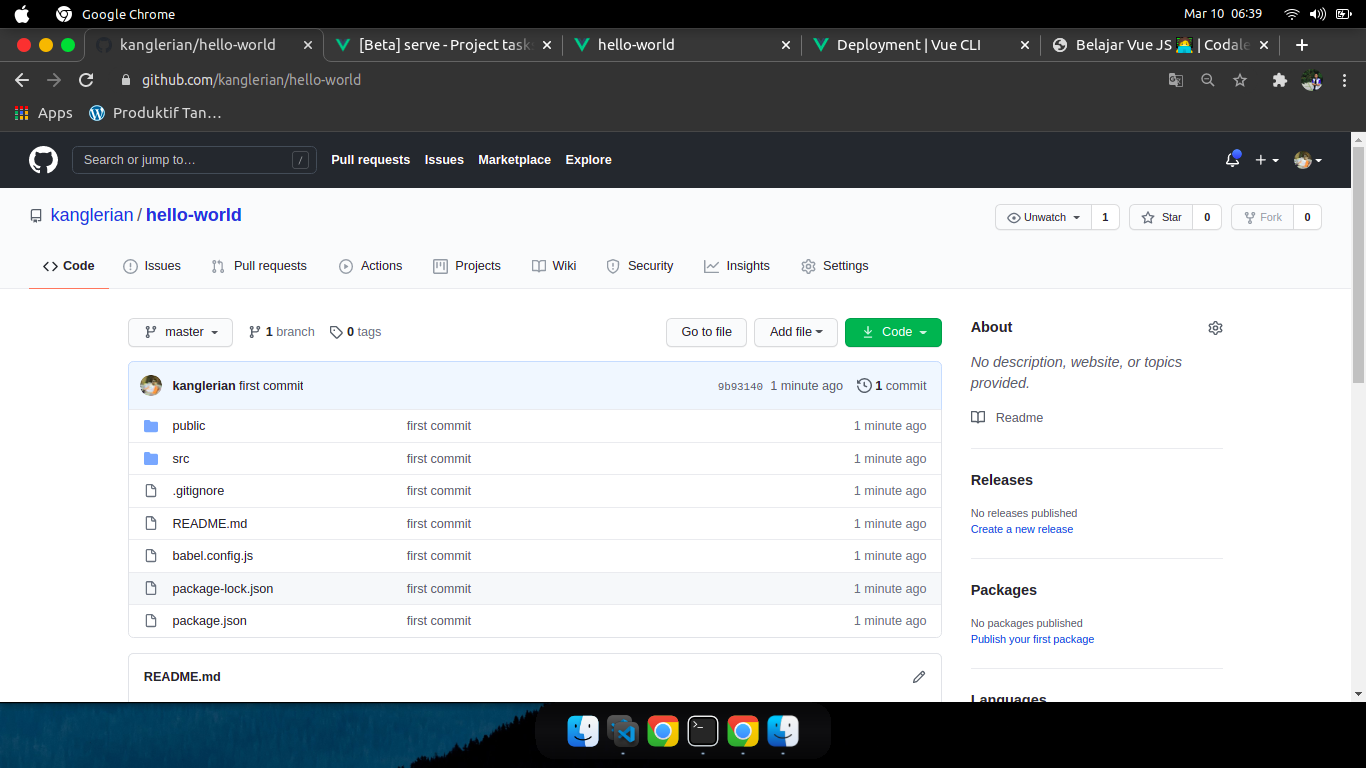 Google Chrome Mar 10 06:39
kanglerian/hello-world [Beta] serve - Project task hello-world Deployment | Vue CLI Belajar Vue JS 🧑‍💻 | Codale
github.com/kanglerian/hello-world
Apps Produktif Tan…
Search or jump to… / Pull requests Issues Marketplace Explore
kanglerian / hello-world Unwatch 1 Star 0 Fork 0
Code Issues Pull requests Actions Projects Wiki Security Insights Settings
master 1 branch 0 tags Go to file Add file Code
kanglerian first commit 9b93140 1 minute ago 1 commit
public first commit 1 minute ago
src first commit 1 minute ago
.gitignore first commit 1 minute ago
README.md first commit 1 minute ago
babel.config.js first commit 1 minute ago
package-lock.json first commit 1 minute ago
package.json first commit 1 minute ago
README.md
About
No description, website, or topics
provided.
Readme
Releases
No releases published
Create a new release
Packages
No packages published
Publish your first package
Languages